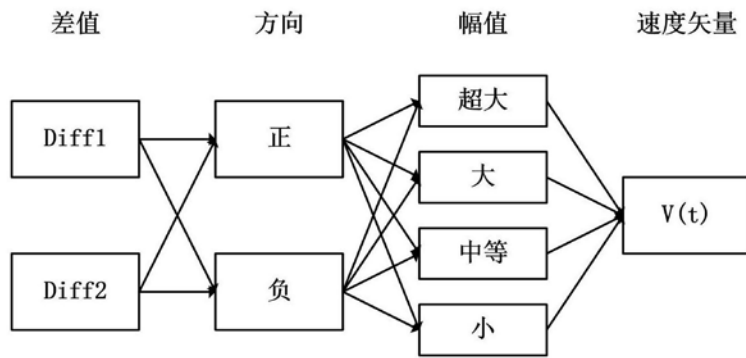 差值 方向 幅值 速度矢量
超大
Diff1 正
大
V(t)
中等
Diff2 负
小